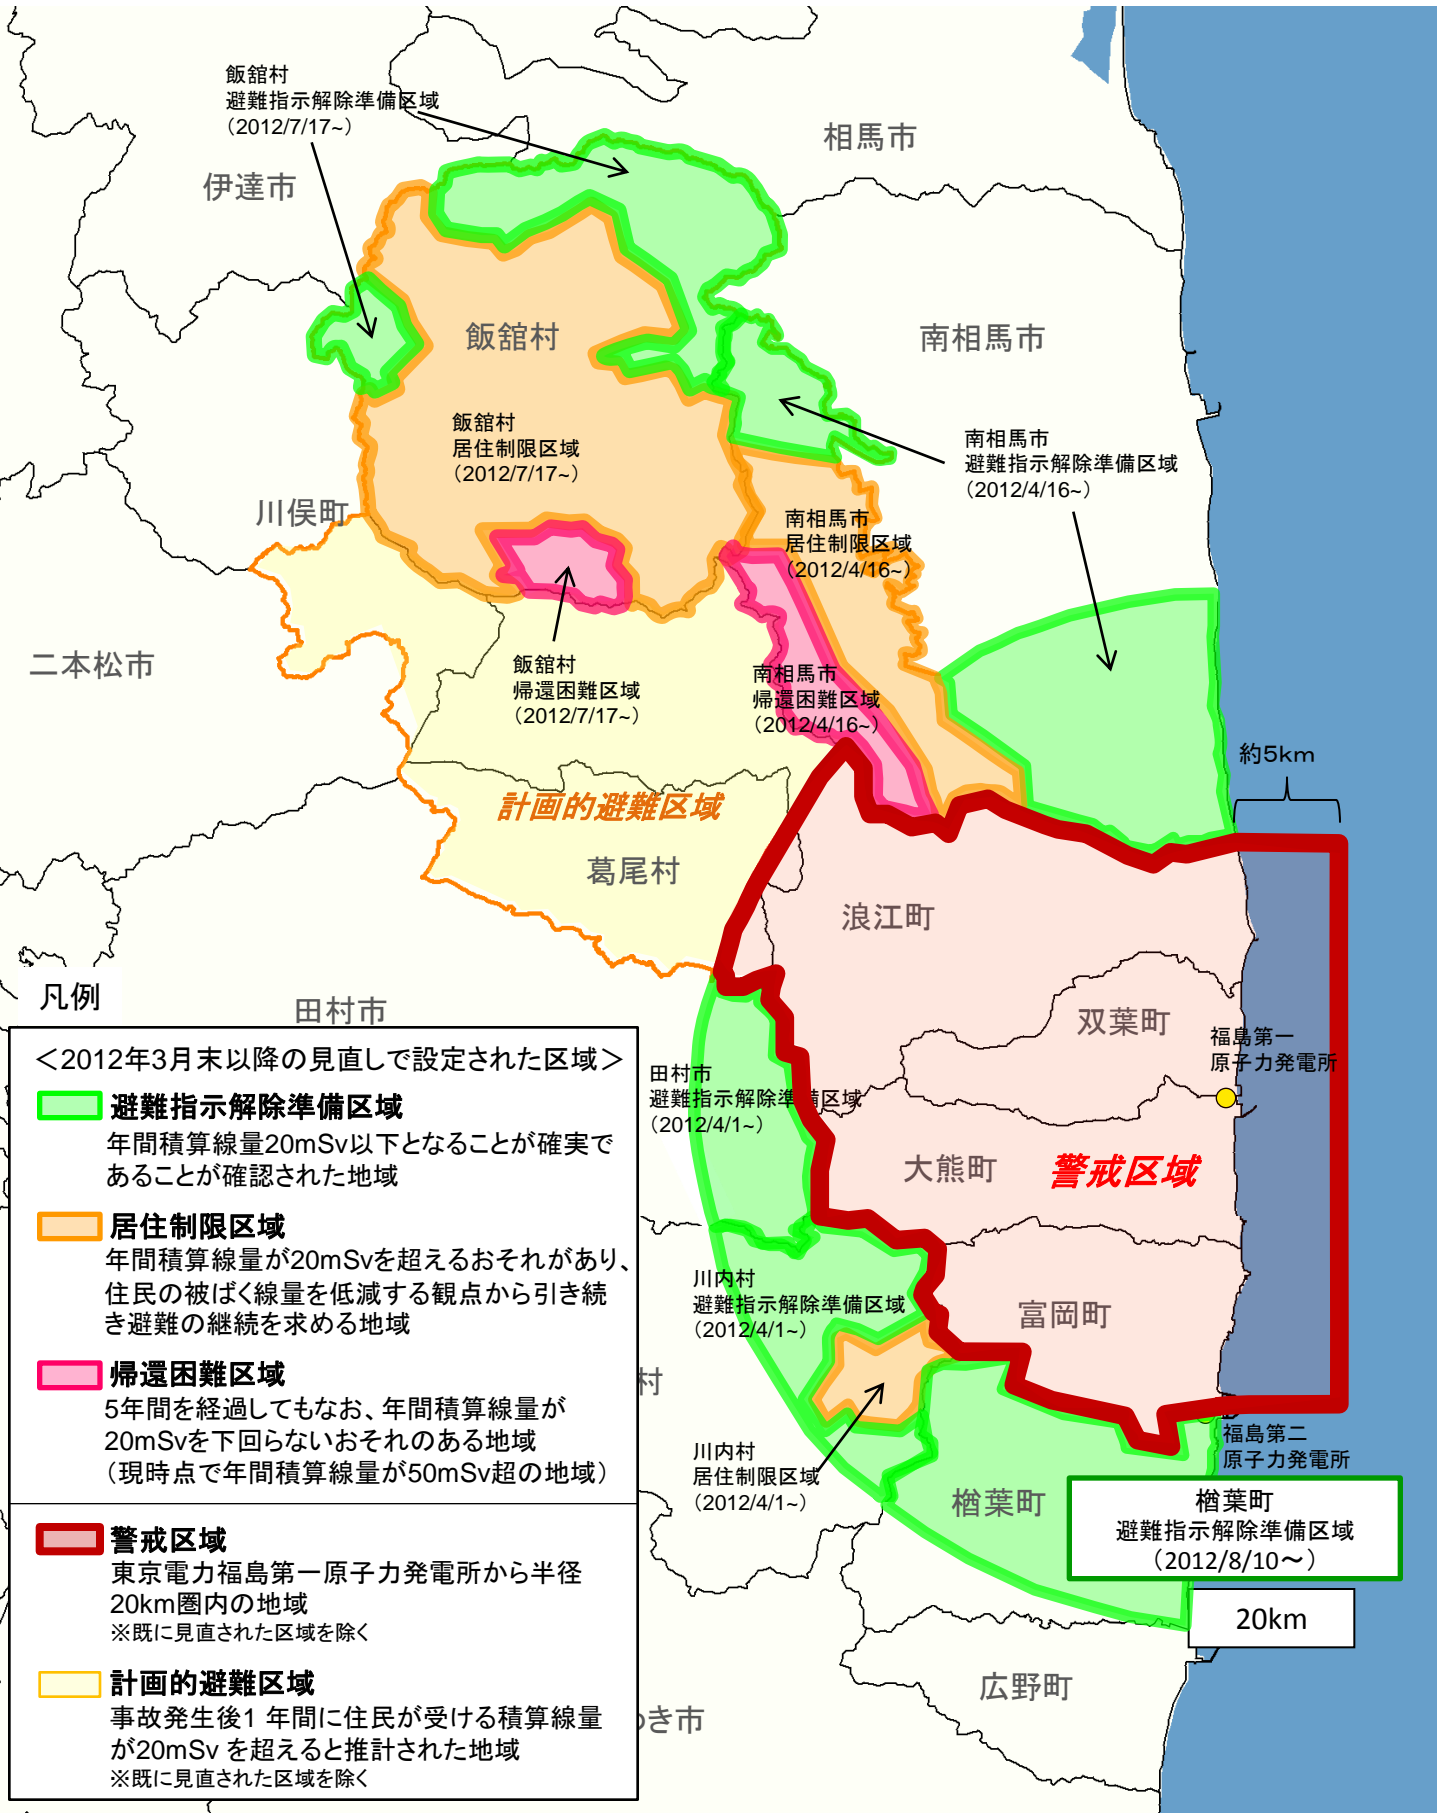 飯舘村
避難指示解除準備区域
（2012/7/17~）
相馬市
伊達市
飯舘村
南相馬市
飯舘村
居住制限区域
（2012/7/17~）
南相馬市
避難指示解除準備区域
（2012/4/16~）
川俣町
南相馬市
居住制限区域
（2012/4/16~）
二本松市
飯舘村
帰還困難区域
（2012/7/17~）
南相馬市
帰還困難区域
（2012/4/16~）
約5km
計画的避難区域
葛尾村
浪江町
田村市
双葉町
福島第一
原子力発電所
田村市
避難指示解除準備区域
（2012/4/1~）
大熊町
警戒区域
川内村
避難指示解除準備区域
（2012/4/1~）
富岡町
村
川内村
居住制限区域
（2012/4/1~）
福島第二
原子力発電所
楢葉町
楢葉町
避難指示解除準備区域
（2012/8/10～）
20km
広野町
き市
凡例
＜2012年3月末以降の見直しで設定された区域＞
避難指示解除準備区域
年間積算線量20mSv以下となることが確実で
あることが確認された地域
居住制限区域
年間積算線量が20mSvを超えるおそれがあり、
住民の被ばく線量を低減する観点から引き続
き避難の継続を求める地域
帰還困難区域
5年間を経過してもなお、年間積算線量が
20mSvを下回らないおそれのある地域
（現時点で年間積算線量が50mSv超の地域）
警戒区域
東京電力福島第一原子力発電所から半径
20km圏内の地域
※既に見直された区域を除く
計画的避難区域
事故発生後1 年間に住民が受ける積算線量
が20mSv を超えると推計された地域
※既に見直された区域を除く